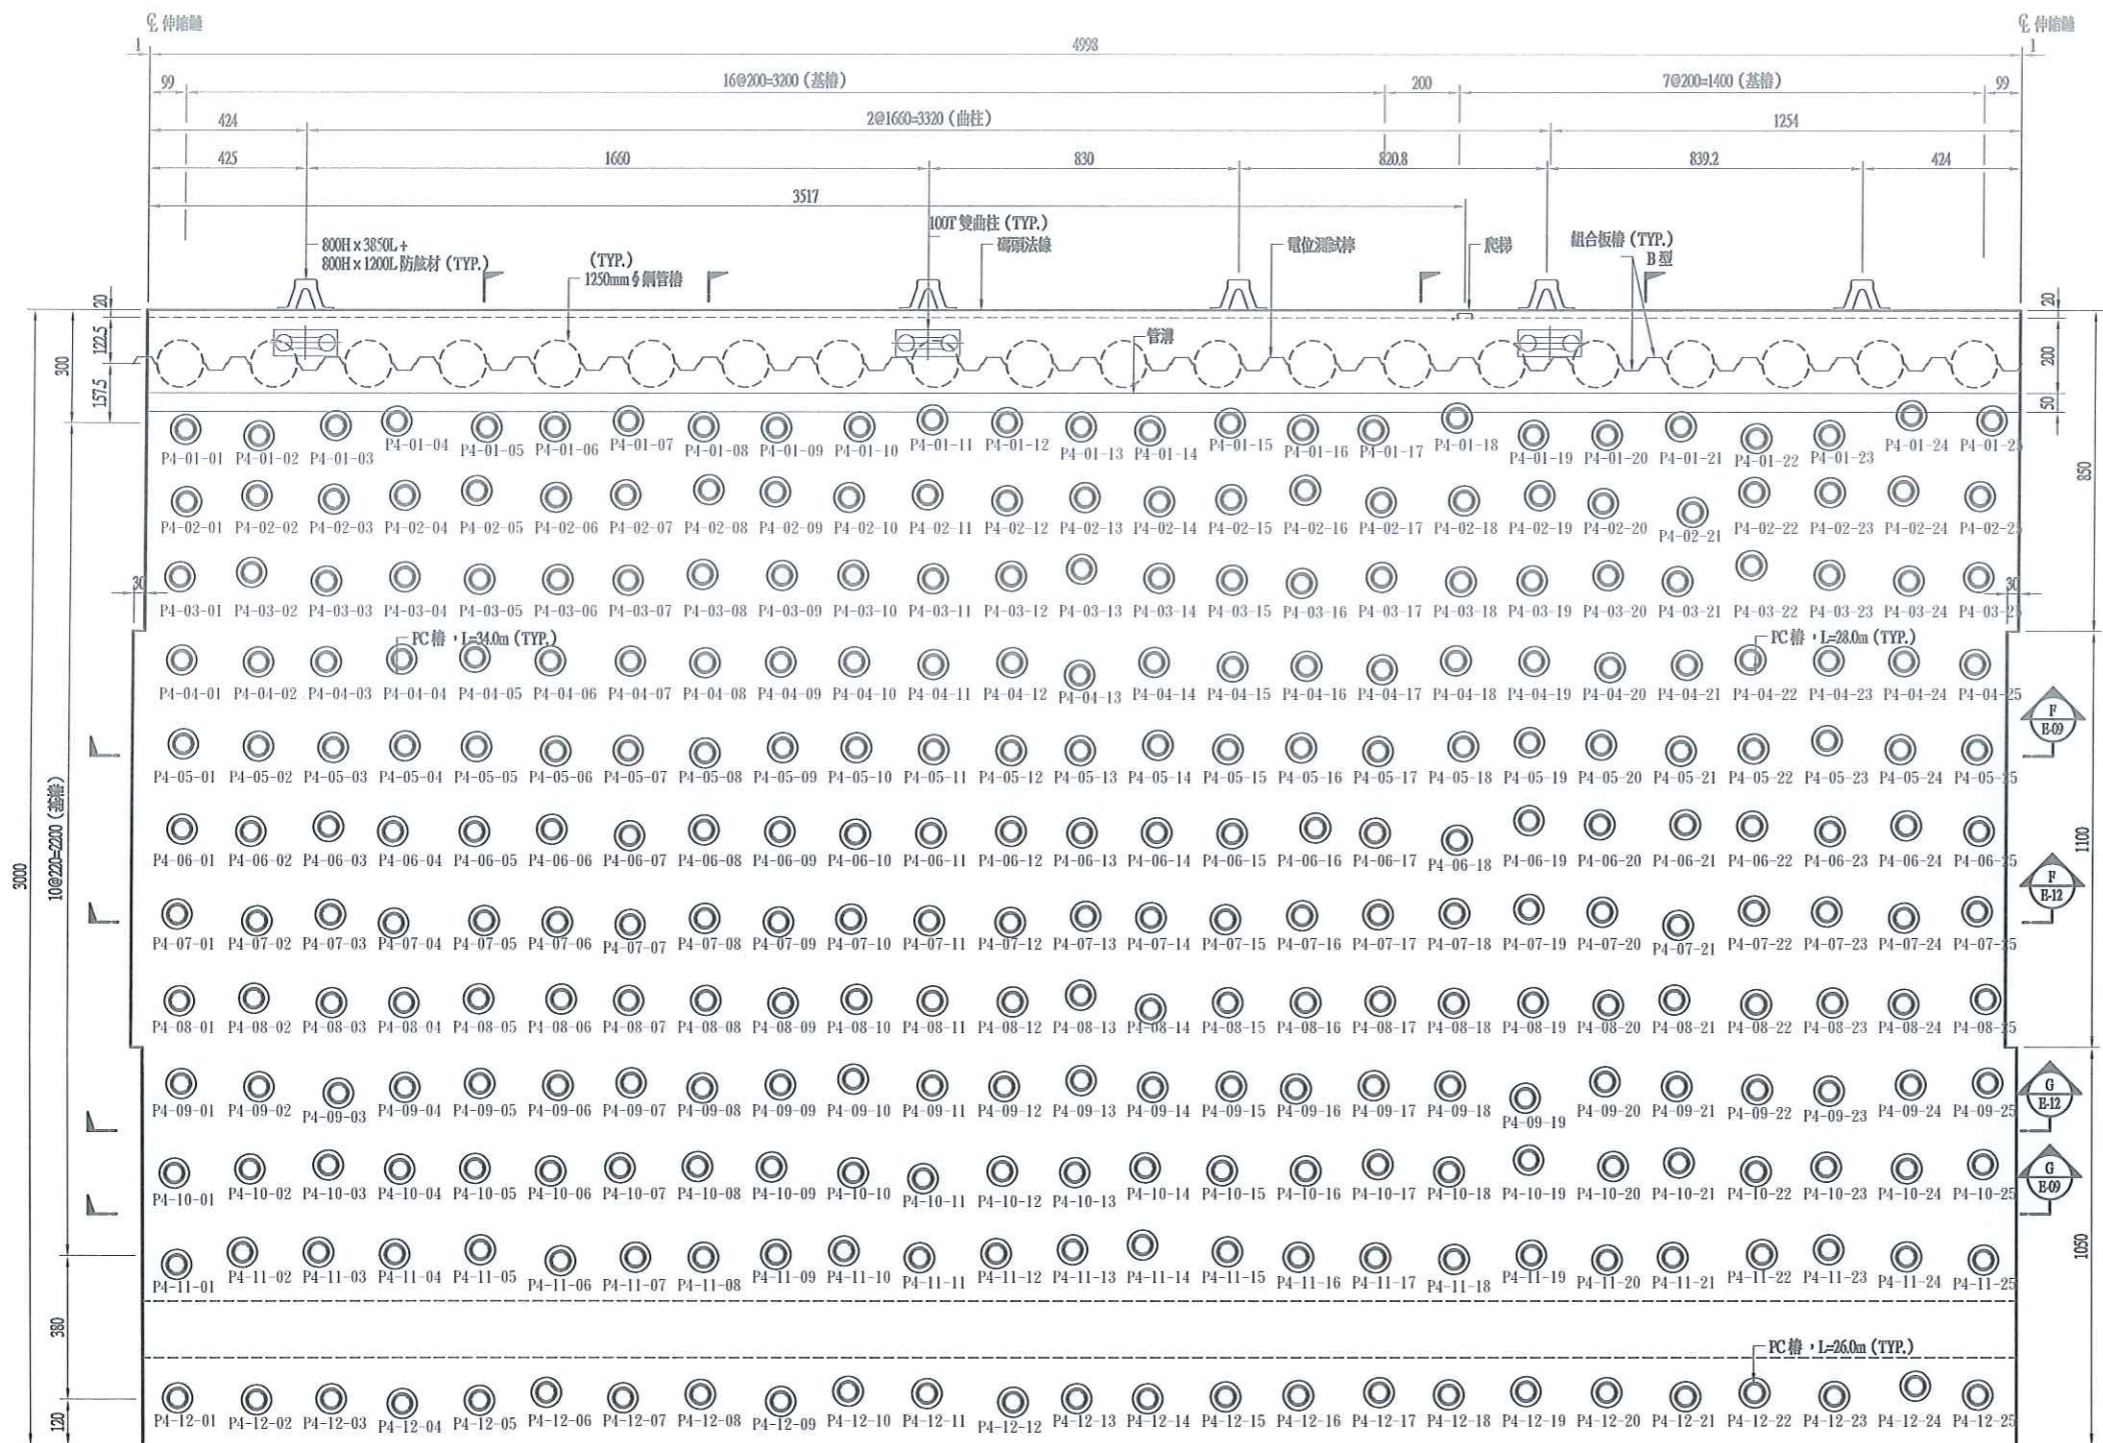 ℄ 伸縮縫 ℄ 伸縮縫
1 4998 1
99 16@200=3200 (基樁) 200 7@200=1400 (基樁) 99
424 2@1660=3320 (曲柱) 1254
425 1660 830 820.8 839.2 424
3517
100T 雙曲柱 (TYP.)
800H x 3850L +
800H x 1200L 防舷材 (TYP.)
(TYP.)
1250mm ϕ 鋼管樁
碼頭法線
電位測試棒
爬梯
組合板樁 (TYP.)
B 型
管溝
20 122.5 157.5 300
20 200 50 850
P4-01-01 P4-01-02 P4-01-03 P4-01-04 P4-01-05 P4-01-06 P4-01-07 P4-01-08 P4-01-09 P4-01-10 P4-01-11 P4-01-12 P4-01-13 P4-01-14 P4-01-15 P4-01-16 P4-01-17 P4-01-18 P4-01-19 P4-01-20 P4-01-21 P4-01-22 P4-01-23 P4-01-24 P4-01-25
P4-02-01 P4-02-02 P4-02-03 P4-02-04 P4-02-05 P4-02-06 P4-02-07 P4-02-08 P4-02-09 P4-02-10 P4-02-11 P4-02-12 P4-02-13 P4-02-14 P4-02-15 P4-02-16 P4-02-17 P4-02-18 P4-02-19 P4-02-20 P4-02-21 P4-02-22 P4-02-23 P4-02-24 P4-02-25
30 30
P4-03-01 P4-03-02 P4-03-03 P4-03-04 P4-03-05 P4-03-06 P4-03-07 P4-03-08 P4-03-09 P4-03-10 P4-03-11 P4-03-12 P4-03-13 P4-03-14 P4-03-15 P4-03-16 P4-03-17 P4-03-18 P4-03-19 P4-03-20 P4-03-21 P4-03-22 P4-03-23 P4-03-24 P4-03-25
PC 樁，L=34.0m (TYP.) PC 樁，L=28.0m (TYP.)
P4-04-01 P4-04-02 P4-04-03 P4-04-04 P4-04-05 P4-04-06 P4-04-07 P4-04-08 P4-04-09 P4-04-10 P4-04-11 P4-04-12 P4-04-13 P4-04-14 P4-04-15 P4-04-16 P4-04-17 P4-04-18 P4-04-19 P4-04-20 P4-04-21 P4-04-22 P4-04-23 P4-04-24 P4-04-25
F
E-09
P4-05-01 P4-05-02 P4-05-03 P4-05-04 P4-05-05 P4-05-06 P4-05-07 P4-05-08 P4-05-09 P4-05-10 P4-05-11 P4-05-12 P4-05-13 P4-05-14 P4-05-15 P4-05-16 P4-05-17 P4-05-18 P4-05-19 P4-05-20 P4-05-21 P4-05-22 P4-05-23 P4-05-24 P4-05-25
3000 10@220=2200 (基樁) 1100
P4-06-01 P4-06-02 P4-06-03 P4-06-04 P4-06-05 P4-06-06 P4-06-07 P4-06-08 P4-06-09 P4-06-10 P4-06-11 P4-06-12 P4-06-13 P4-06-14 P4-06-15 P4-06-16 P4-06-17 P4-06-18 P4-06-19 P4-06-20 P4-06-21 P4-06-22 P4-06-23 P4-06-24 P4-06-25
F
E-12
P4-07-01 P4-07-02 P4-07-03 P4-07-04 P4-07-05 P4-07-06 P4-07-07 P4-07-08 P4-07-09 P4-07-10 P4-07-11 P4-07-12 P4-07-13 P4-07-14 P4-07-15 P4-07-16 P4-07-17 P4-07-18 P4-07-19 P4-07-20 P4-07-21 P4-07-22 P4-07-23 P4-07-24 P4-07-25
P4-08-01 P4-08-02 P4-08-03 P4-08-04 P4-08-05 P4-08-06 P4-08-07 P4-08-08 P4-08-09 P4-08-10 P4-08-11 P4-08-12 P4-08-13 P4-08-14 P4-08-15 P4-08-16 P4-08-17 P4-08-18 P4-08-19 P4-08-20 P4-08-21 P4-08-22 P4-08-23 P4-08-24 P4-08-25
G
E-12
P4-09-01 P4-09-02 P4-09-03 P4-09-04 P4-09-05 P4-09-06 P4-09-07 P4-09-08 P4-09-09 P4-09-10 P4-09-11 P4-09-12 P4-09-13 P4-09-14 P4-09-15 P4-09-16 P4-09-17 P4-09-18 P4-09-19 P4-09-20 P4-09-21 P4-09-22 P4-09-23 P4-09-24 P4-09-25
G
E-09
P4-10-01 P4-10-02 P4-10-03 P4-10-04 P4-10-05 P4-10-06 P4-10-07 P4-10-08 P4-10-09 P4-10-10 P4-10-11 P4-10-12 P4-10-13 P4-10-14 P4-10-15 P4-10-16 P4-10-17 P4-10-18 P4-10-19 P4-10-20 P4-10-21 P4-10-22 P4-10-23 P4-10-24 P4-10-25
1050
P4-11-01 P4-11-02 P4-11-03 P4-11-04 P4-11-05 P4-11-06 P4-11-07 P4-11-08 P4-11-09 P4-11-10 P4-11-11 P4-11-12 P4-11-13 P4-11-14 P4-11-15 P4-11-16 P4-11-17 P4-11-18 P4-11-19 P4-11-20 P4-11-21 P4-11-22 P4-11-23 P4-11-24 P4-11-25
380
PC 樁，L=26.0m (TYP.)
120
P4-12-01 P4-12-02 P4-12-03 P4-12-04 P4-12-05 P4-12-06 P4-12-07 P4-12-08 P4-12-09 P4-12-10 P4-12-11 P4-12-12 P4-12-13 P4-12-14 P4-12-15 P4-12-16 P4-12-17 P4-12-18 P4-12-19 P4-12-20 P4-12-21 P4-12-22 P4-12-23 P4-12-24 P4-12-25